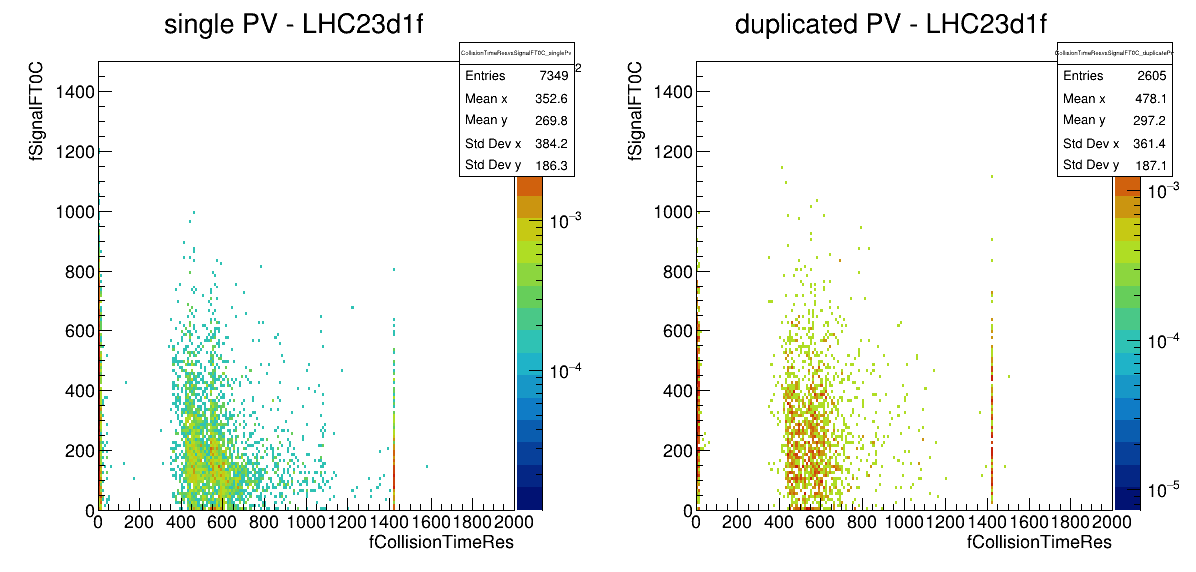 single PV - LHC23d1f
fSignalFT0C
1400
1200
1000
800
600
400
200
0
0 200 400 600 800 1000 1200 1400 1600 1800 2000
fCollisionTimeRes
Entries 7349
Mean x 352.6
Mean y 269.8
Std Dev x 384.2
Std Dev y 186.3
2
10−3
10−4
duplicated PV - LHC23d1f
fSignalFT0C
1400
1200
1000
800
600
400
200
0
0 200 400 600 800 1000 1200 1400 1600 1800 2000
fCollisionTimeRes
Entries 2605
Mean x 478.1
Mean y 297.2
Std Dev x 361.4
Std Dev y 187.1
10−3
10−4
10−5